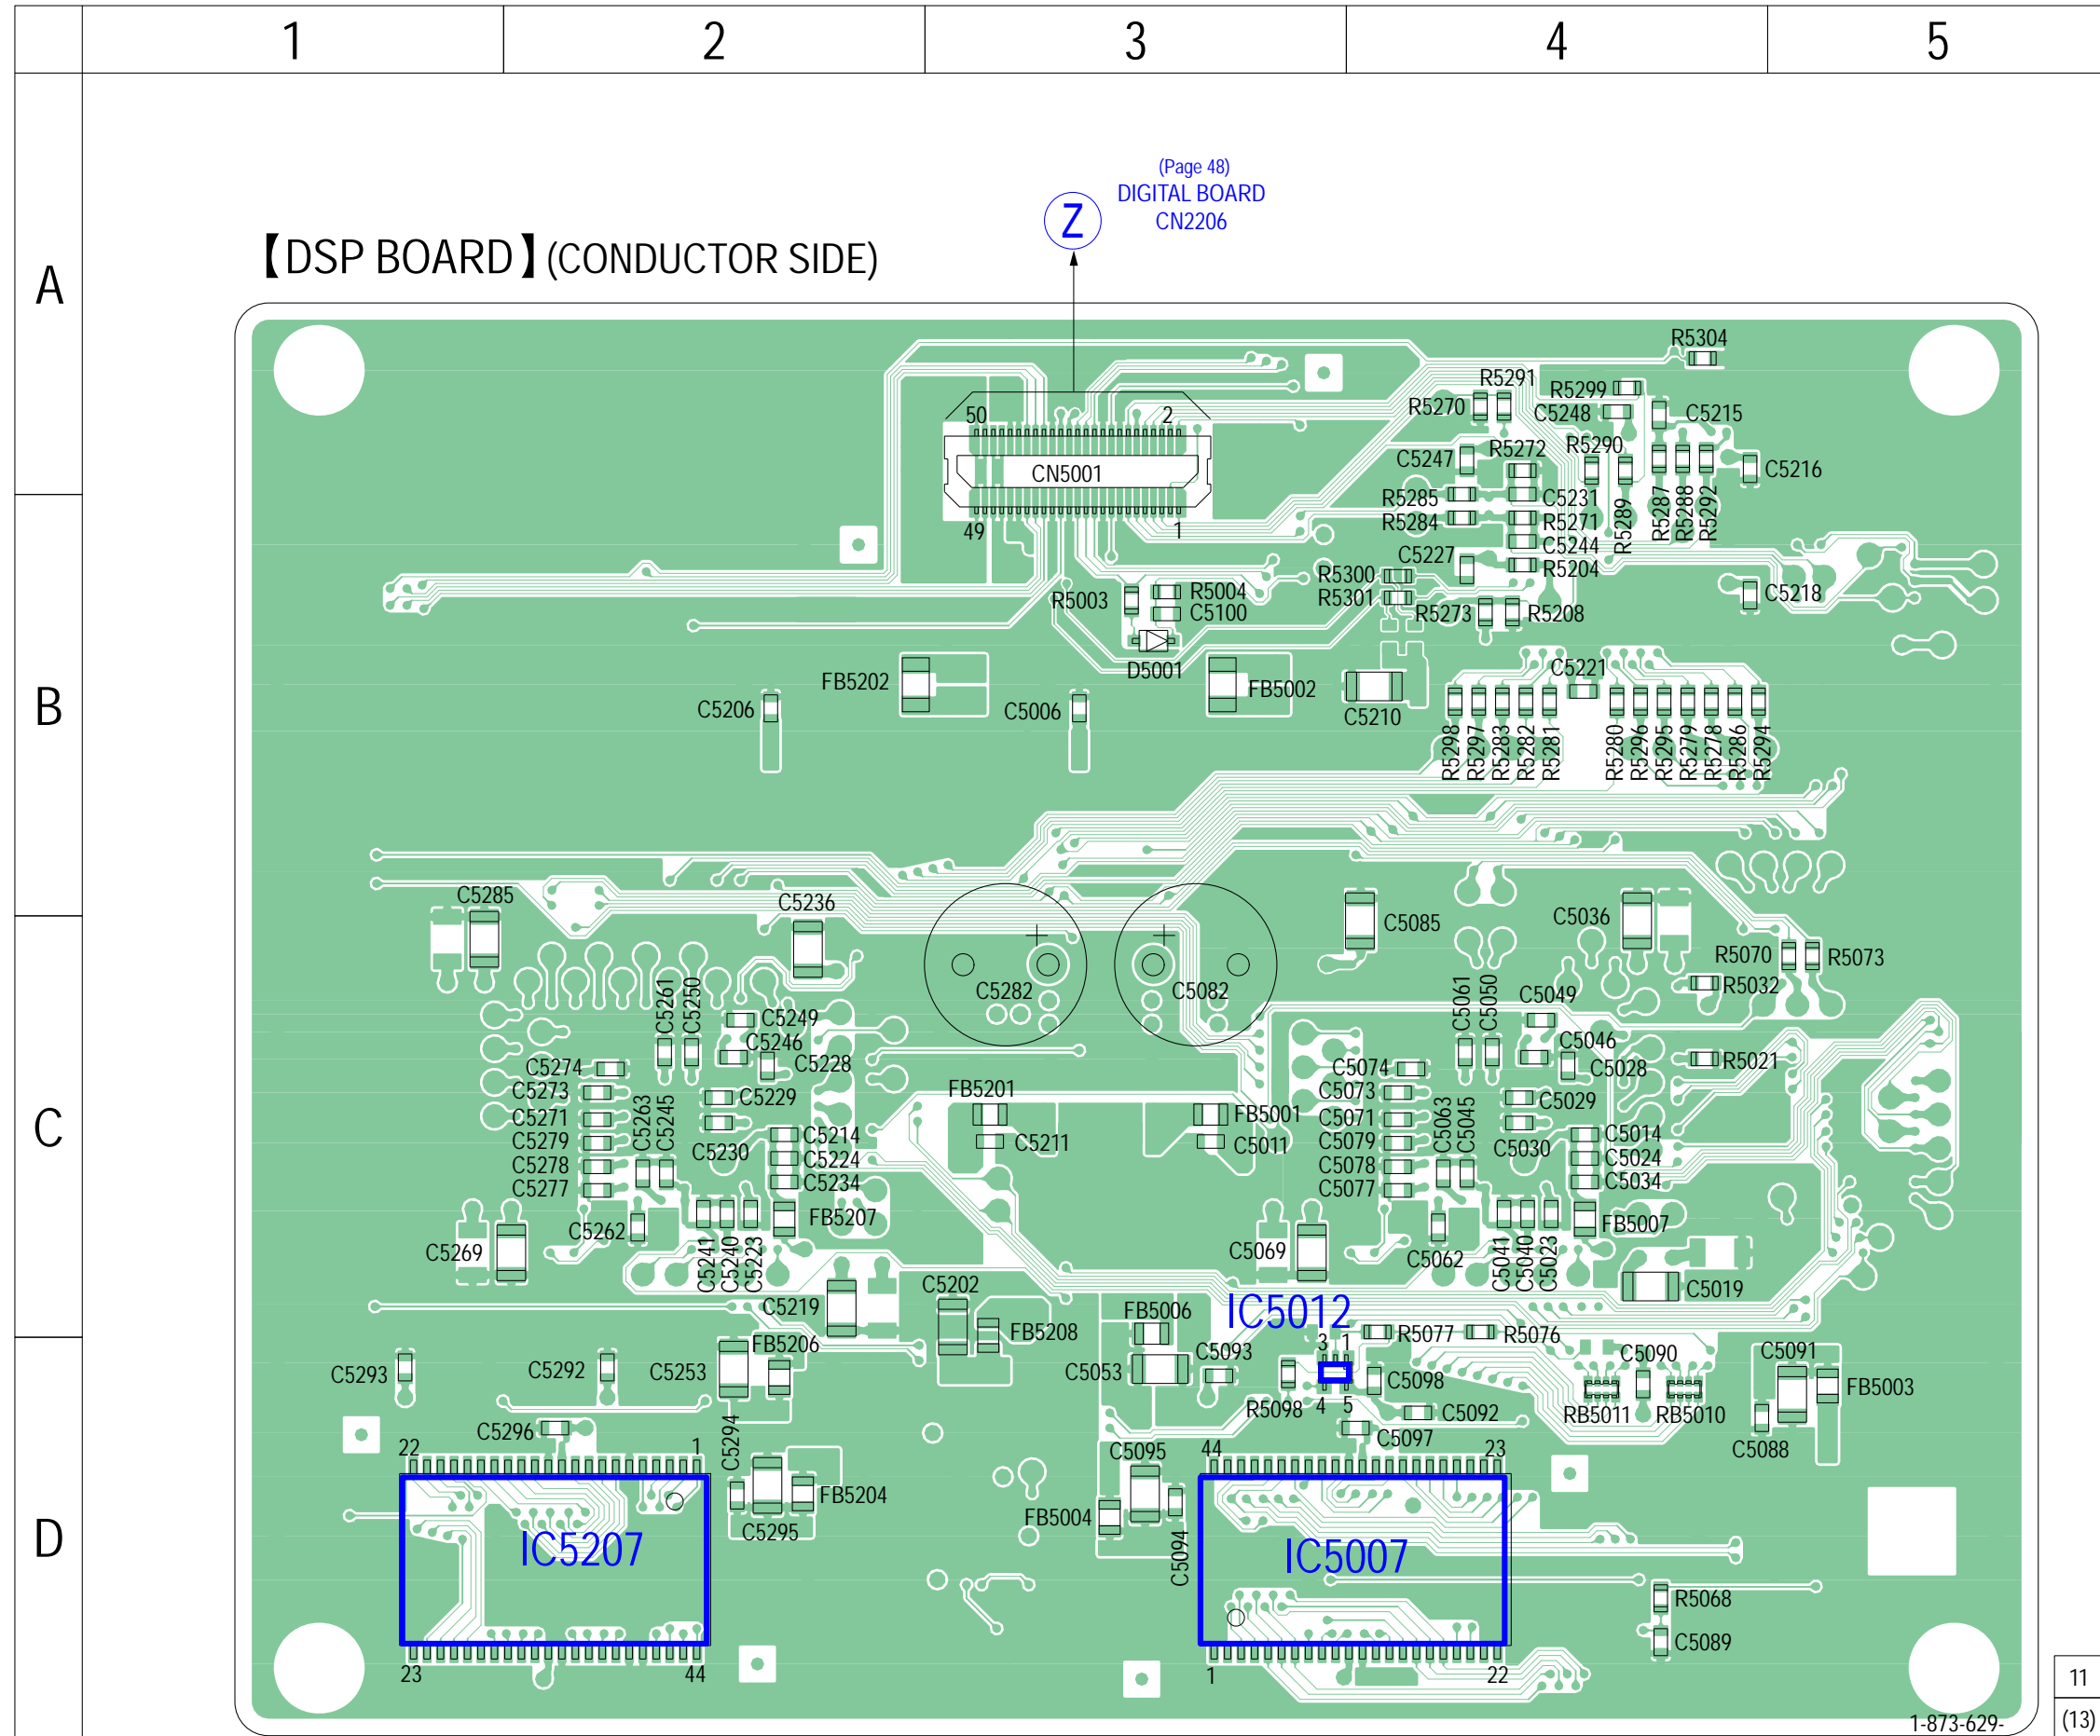 1 2 3 4 5
A
B
C
D
(Page 48)
DIGITAL BOARD
CN2206
Z
【DSP BOARD】(CONDUCTOR SIDE)
R5304
R5291
R5299
R5270
C5248
C5215
50
2
R5290
R5272
C5247
C5216
CN5001
R5285
C5231
R5287
R5288
R5292
R5289
R5284
R5271
49
1
C5244
C5227
R5204
R5300
R5301
R5003
R5004
C5100
R5273
R5208
C5218
D5001
FB5202
FB5002
C5221
C5206
C5006
C5210
R5298
R5297
R5283
R5282
R5281
R5280
R5296
R5295
R5279
R5278
R5286
R5294
C5285
C5236
C5085
C5036
R5070
R5073
C5282
C5082
R5032
C5261
C5250
C5249
C5246
C5228
C5061
C5050
C5049
C5046
C5028
R5021
C5274
C5273
C5271
C5279
C5278
C5277
C5263
C5245
C5229
C5230
C5214
C5224
C5234
FB5201
C5211
FB5001
C5011
C5074
C5073
C5071
C5079
C5078
C5077
C5063
C5045
C5029
C5030
C5014
C5024
C5034
FB5207
FB5007
C5262
C5269
C5241
C5240
C5223
C5069
C5062
C5041
C5040
C5023
C5219
C5202
C5019
IC5012
FB5006
FB5208
FB5206
3 1
R5077
R5076
C5293
C5292
C5253
C5053
C5093
C5098
C5090
C5091
FB5003
R5098
4 5
C5092
RB5011
RB5010
C5088
C5296
C5294
C5097
C5095
22
1
44
23
FB5204
C5295
FB5004
C5094
IC5207
IC5007
R5068
C5089
23
44
1
22
11
(13)
1-873-629-